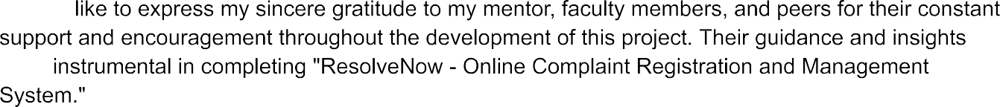 like to express my sincere gratitude to my mentor, faculty members, and peers for their constant
support and encouragement throughout the development of this project. Their guidance and insights
instrumental in completing "ResolveNow - Online Complaint Registration and Management
System."